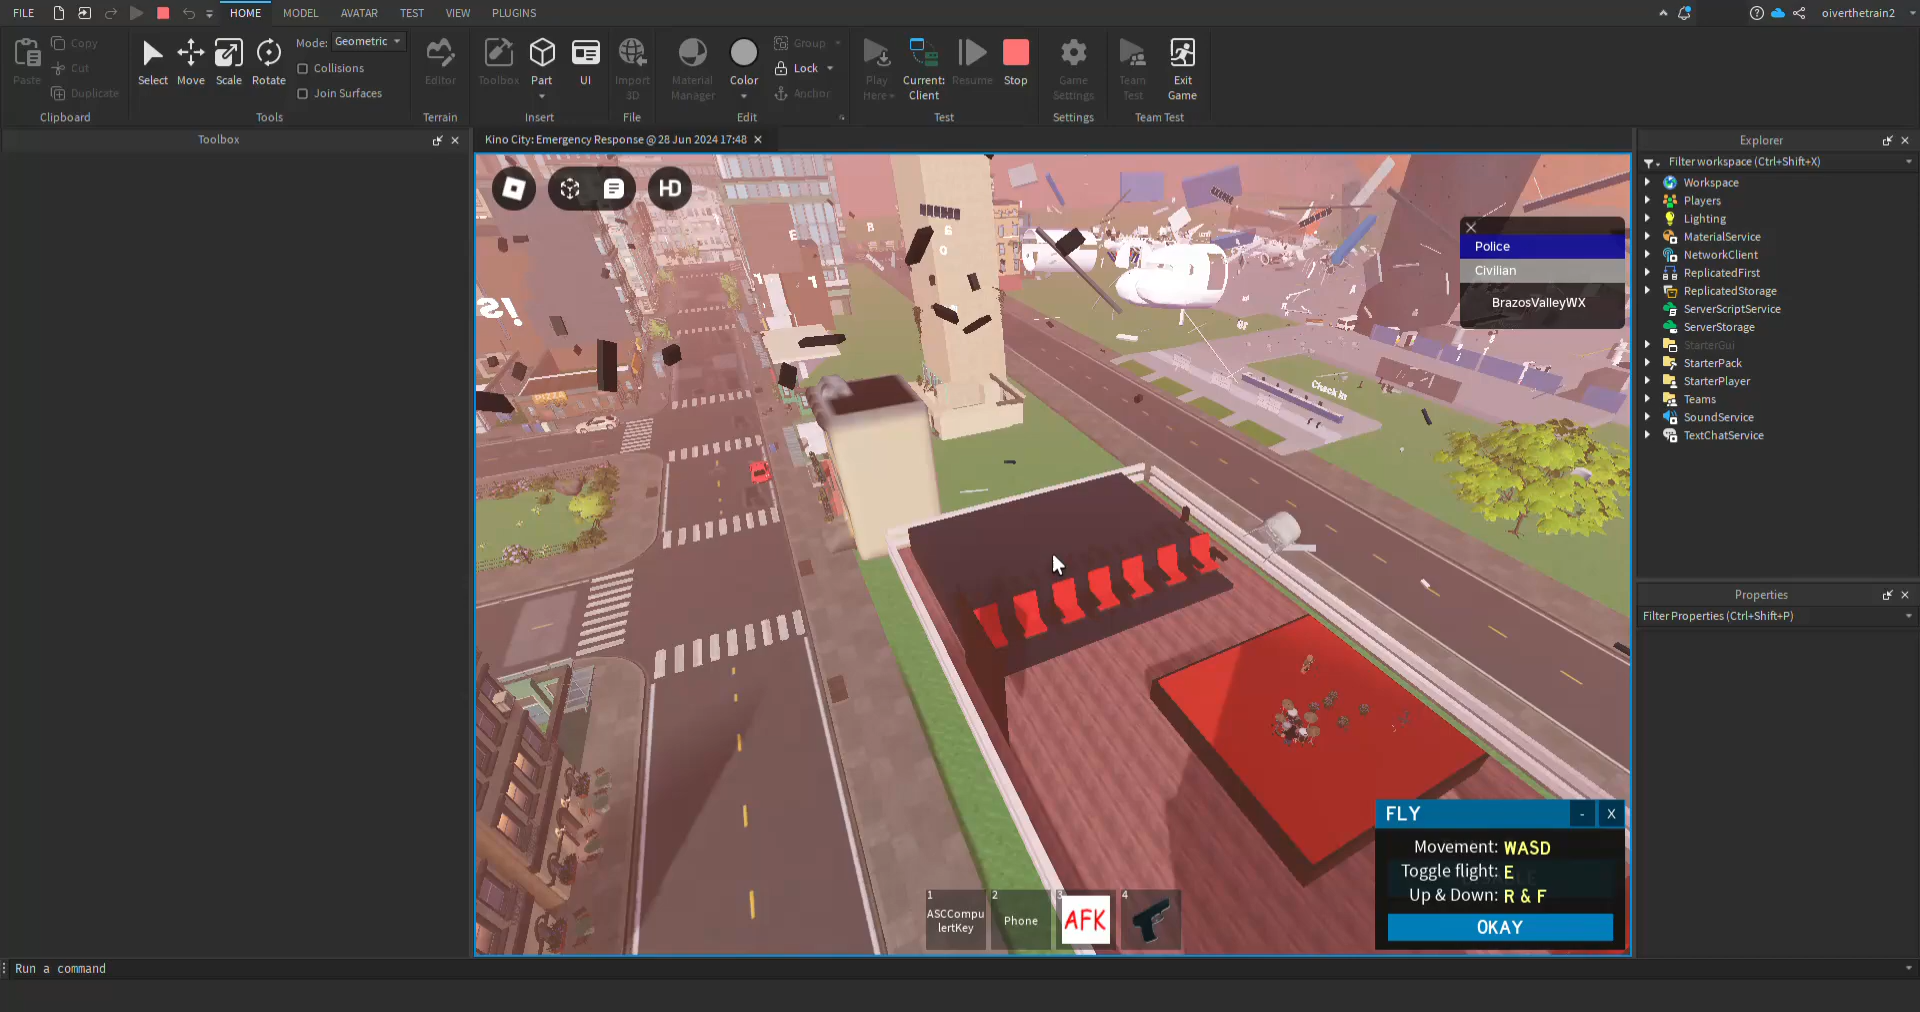 FILE
HOME
MODEL
AVATAR
TEST
VIEW
PLUGINS
oiverthetrain2
Paste
Copy
Cut
Duplicate
Clipboard
Select
Move
Scale
Rotate
Mode: Geometric
Collisions
Join Surfaces
Tools
Editor
Terrain
Toolbox
Part
UI
Insert
Import
3D
File
Material
Manager
Color
Group
Lock
Anchor
Edit
Play
Here
Current:
Client
Resume
Stop
Test
Game
Settings
Settings
Team
Test
Exit
Game
Team Test
Toolbox
Kino City: Emergency Response @ 28 Jun 2024 17:48
Explorer
Filter workspace (Ctrl+Shift+X)
Workspace
Players
Lighting
MaterialService
NetworkClient
ReplicatedFirst
ReplicatedStorage
ServerScriptService
ServerStorage
StarterGui
StarterPack
StarterPlayer
Teams
SoundService
TextChatService
Properties
Filter Properties (Ctrl+Shift+P)
HD
Police
Civilian
BrazosValleyWX
Check in
FLY
- X
Movement: WASD
Toggle flight: E
Up & Down: R & F
OKAY
1
ASCCompu
lertKey
2
Phone
3
AFK
4
Run a command